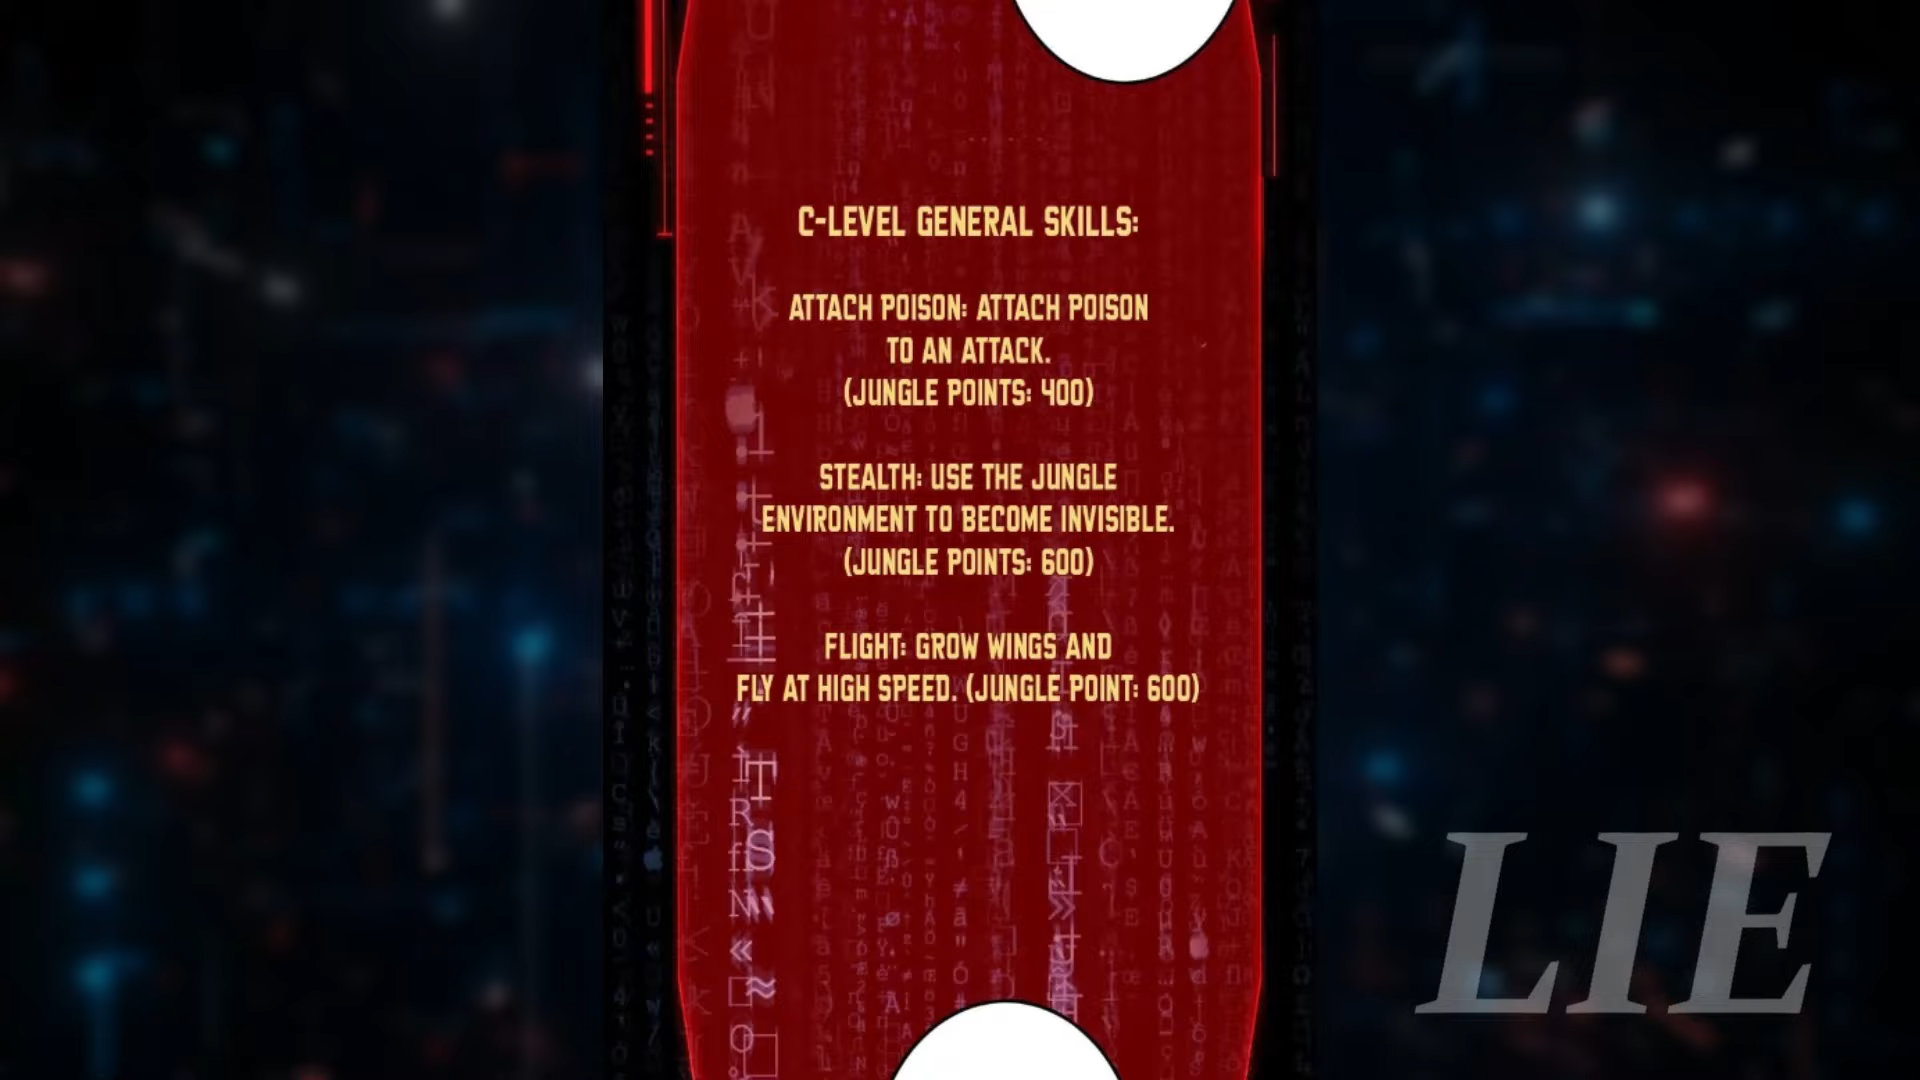 C-LEVEL GENERAL SKILLS:
ATTACH POISON: ATTACH POISON
TO AN ATTACK.
(JUNGLE POINTS: 400)
STEALTH: USE THE JUNGLE
ENVIRONMENT TO BECOME INVISIBLE.
(JUNGLE POINTS: 600)
FLIGHT: GROW WINGS AND
FLY AT HIGH SPEED. (JUNGLE POINT: 600)
LIE